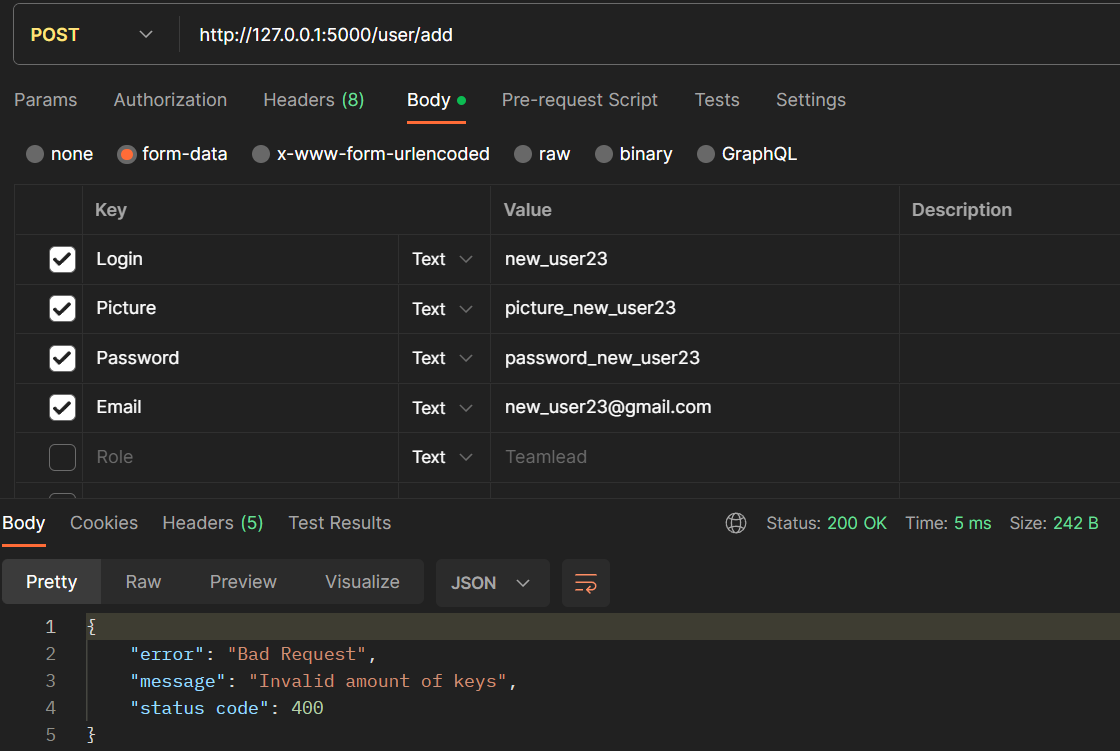 POST http://127.0.0.1:5000/user/add
Params Authorization Headers (8) Body Pre-request Script Tests Settings
none form-data x-www-form-urlencoded raw binary GraphQL
Key Value Description
Login Text new_user23
Picture Text picture_new_user23
Password Text password_new_user23
Email Text new_user23@gmail.com
Role Text Teamlead
Body Cookies Headers (5) Test Results Status: 200 OK Time: 5 ms Size: 242 B
Pretty Raw Preview Visualize JSON
1 {
2 "error": "Bad Request",
3 "message": "Invalid amount of keys",
4 "status code": 400
5 }